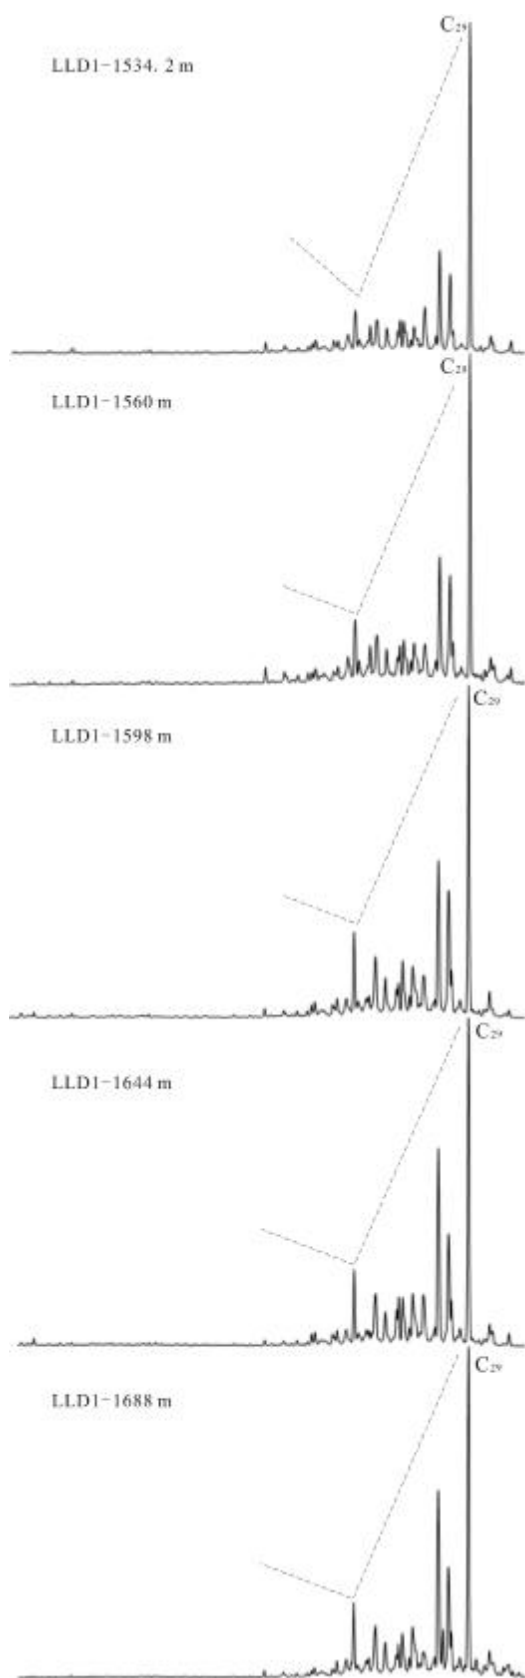 C₂₉
LLD1-1534.2 m
C₂₉
LLD1-1560 m
C₂₉
LLD1-1598 m
C₂₉
LLD1-1644 m
C₂₉
LLD1-1688 m